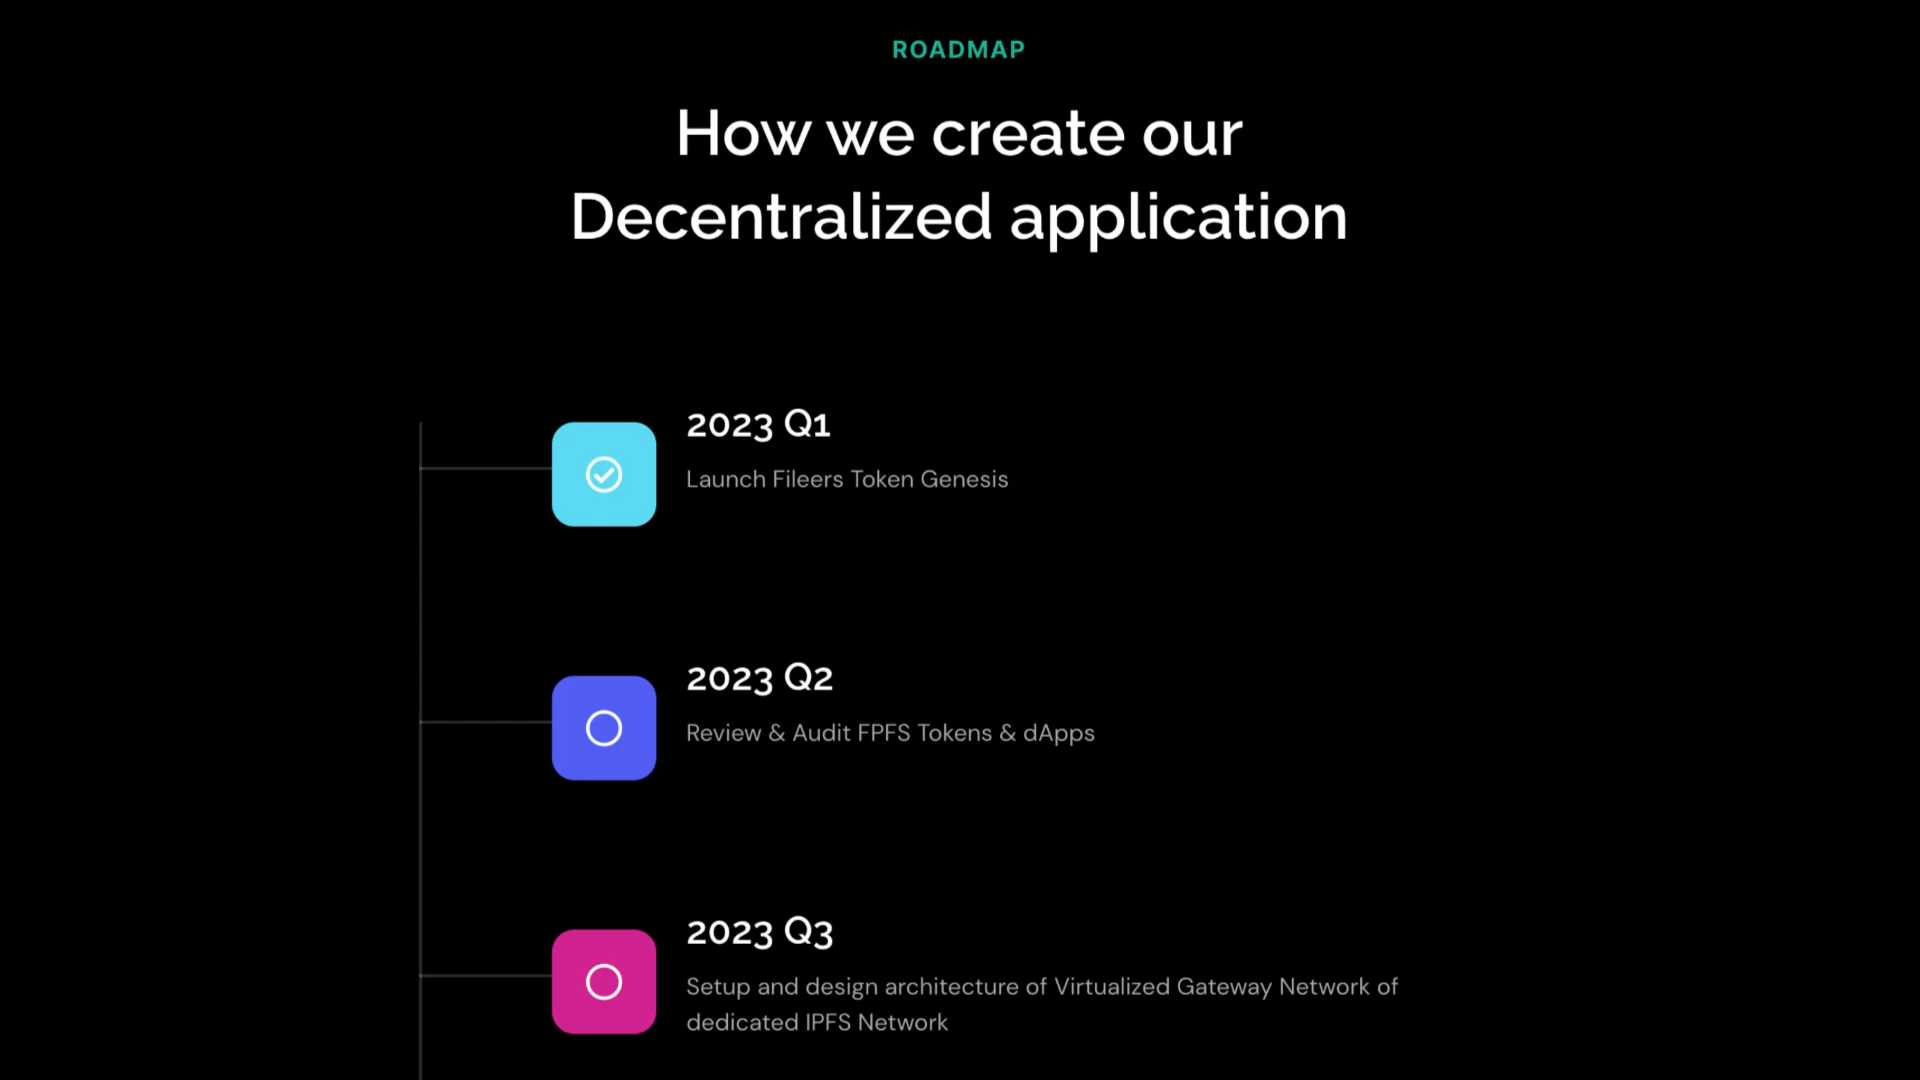 ROADMAP
How we create our
Decentralized application
2023 Q1
Launch Fileers Token Genesis
2023 Q2
Review & Audit FPFS Tokens & dApps
2023 Q3
Setup and design architecture of Virtualized Gateway Network of
dedicated IPFS Network